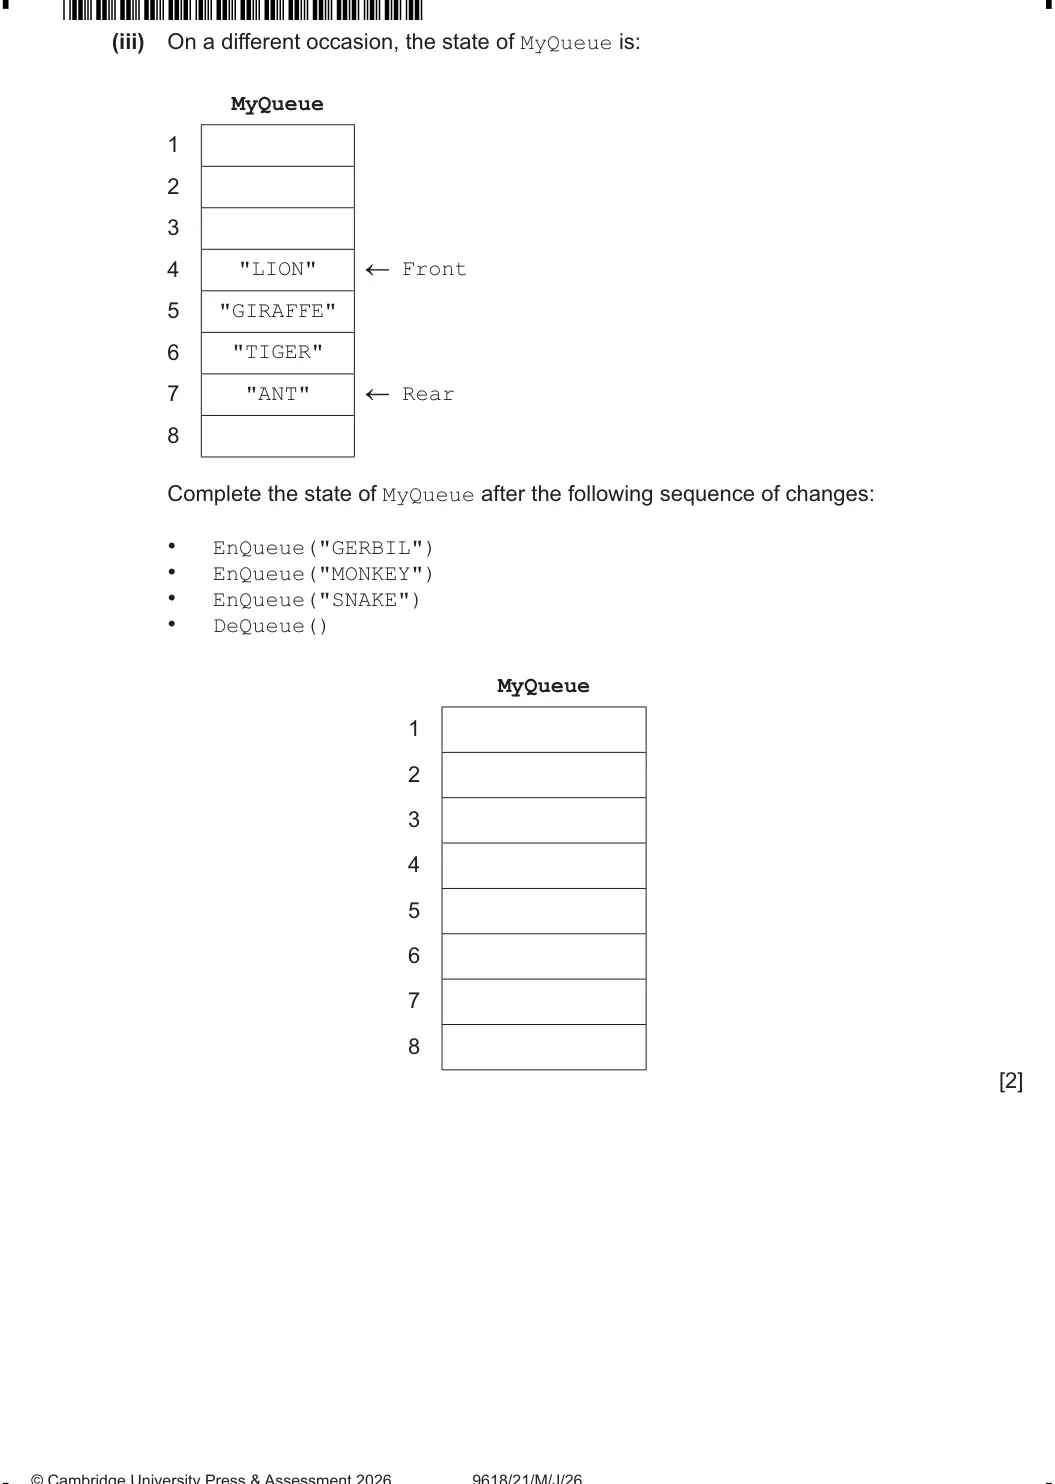 (iii) On a different occasion, the state of MyQueue is:
MyQueue
1
2
3
4 "LION" ← Front
5 "GIRAFFE"
6 "TIGER"
7 "ANT" ← Rear
8
Complete the state of MyQueue after the following sequence of changes:
• EnQueue("GERBIL")
• EnQueue("MONKEY")
• EnQueue("SNAKE")
• DeQueue()
MyQueue
1
2
3
4
5
6
7
8
[2]
© Cambridge University Press & Assessment 2026 9618/21/M/J/26